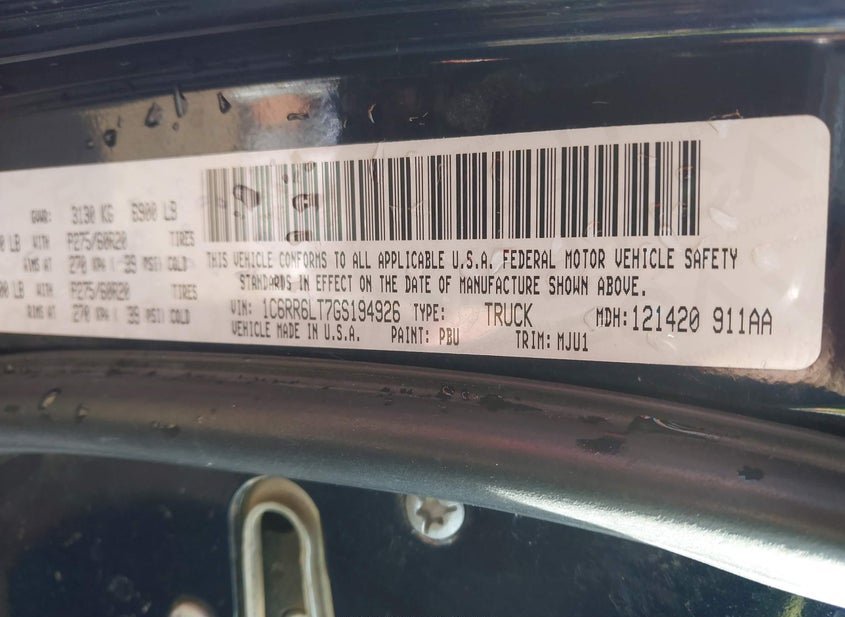 GVWR: 3130 KG 6900 LB
LB WITH P275/60R20 TIRES
RIMS AT 270 KPA ( 39 PSI) COLD
LB WITH P275/60R20 TIRES
RIMS AT 270 KPA ( 39 PSI) COLD
THIS VEHICLE CONFORMS TO ALL APPLICABLE U.S.A. FEDERAL MOTOR VEHICLE SAFETY
STANDARDS IN EFFECT ON THE DATE OF MANUFACTURE SHOWN ABOVE.
VIN: 1C6RR6LT7GS194926 TYPE: TRUCK MDH:121420 911AA
VEHICLE MADE IN U.S.A. PAINT: PBU TRIM: MJU1